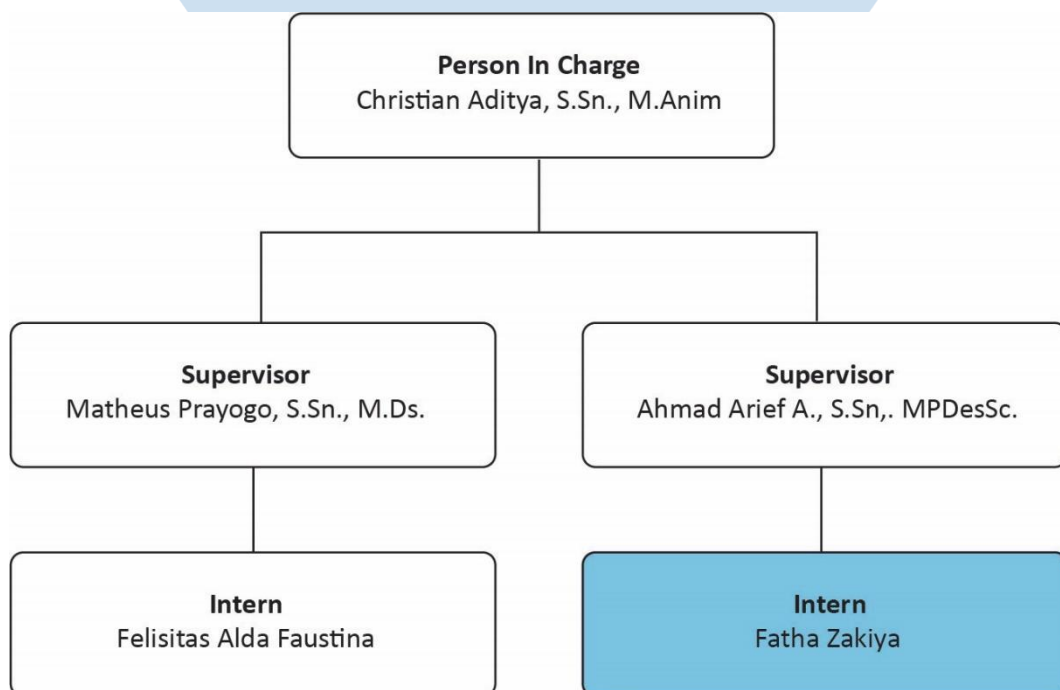 Person In Charge
Christian Aditya, S.Sn., M.Anim
Supervisor
Matheus Prayogo, S.Sn., M.Ds.
Supervisor
Ahmad Arief A., S.Sn,. MPDesSc.
Intern
Felisitas Alda Faustina
Intern
Fatha Zakiya